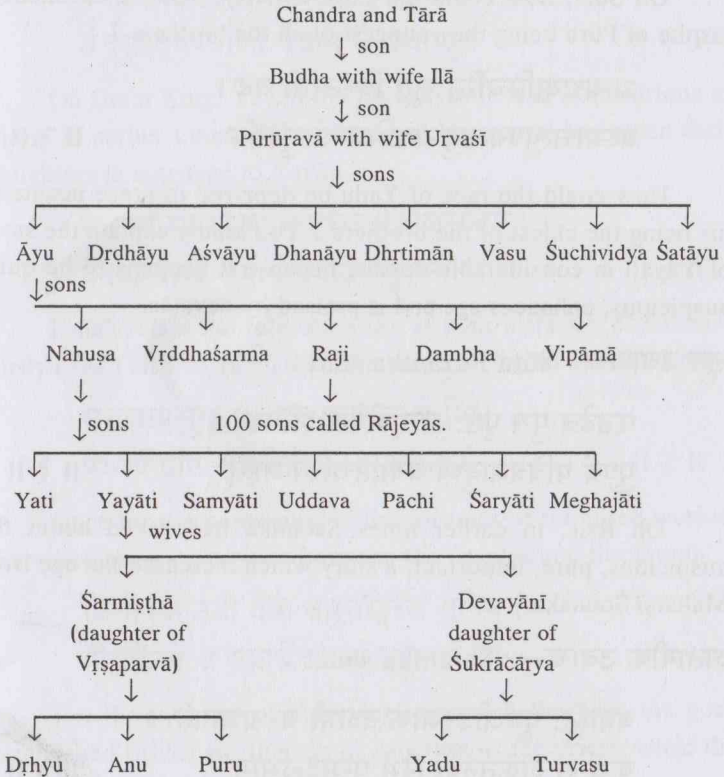 Chandra and Tārā
son
Budha with wife Ilā
son
Purūravā with wife Urvaśī
sons
Āyu Dṛḍhāyu Aśvāyu Dhanāyu Dhṛtimān Vasu Śuchividya Śatāyu
sons
Nahuṣa Vṛddhaśarma Raji Dambha Vipāmā
sons 100 sons called Rājeyas.
Yati Yayāti Saṃyāti Uddava Pāchi Śaryāti Meghajāti
wives
Śarmiṣṭhā Devayānī
(daughter of daughter of
Vṛṣaparvā) Śukrācārya
Dṛhyu Anu Puru Yadu Turvasu